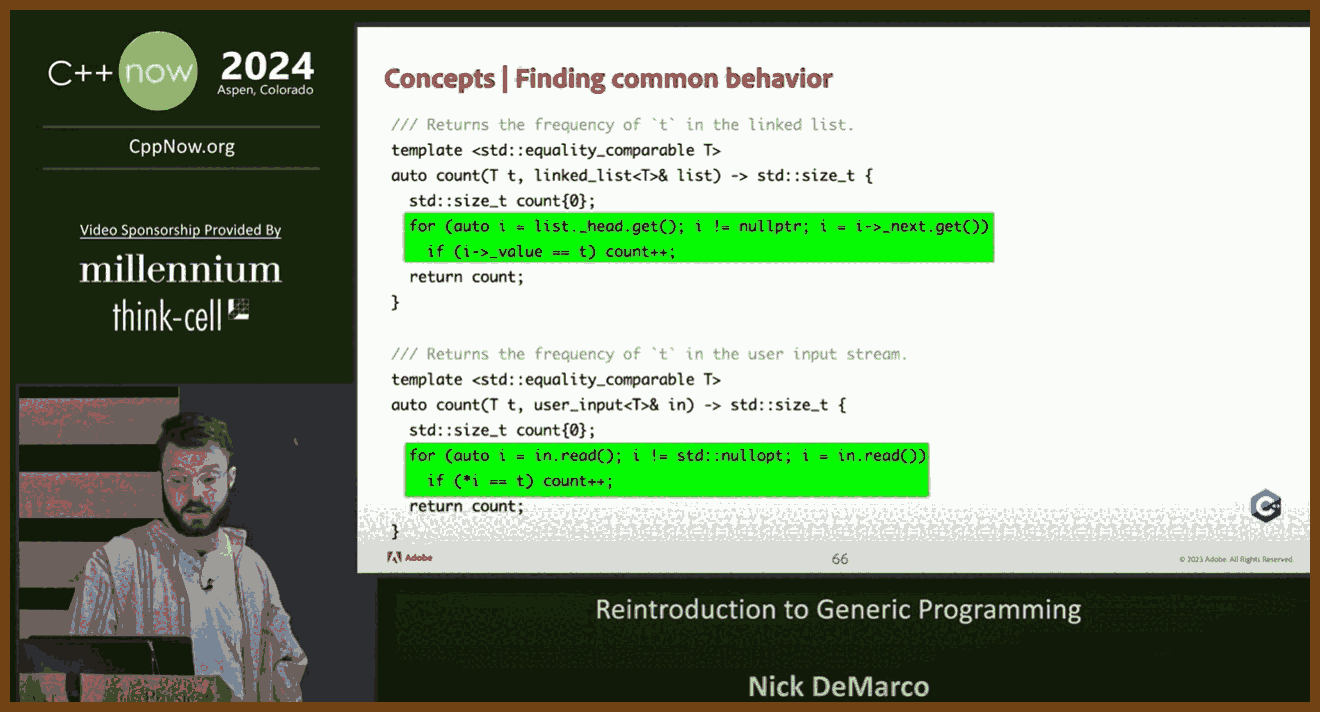 C++ now 2024
Aspen, Colorado
CppNow.org
Video Sponsorship Provided By
millennium
think-cell
Concepts | Finding common behavior
/// Returns the frequency of `t` in the linked list.
template <std::equality_comparable T>
auto count(T t, linked_list<T>& list) -> std::size_t {
std::size_t count{0};
for (auto i = list._head.get(); i != nullptr; i = i->_next.get())
if (i->_value == t) count++;
return count;
}
/// Returns the frequency of `t` in the user input stream.
template <std::equality_comparable T>
auto count(T t, user_input<T>& in) -> std::size_t {
std::size_t count{0};
for (auto i = in.read(); i != std::nullopt; i = in.read())
if (*i == t) count++;
return count;
}
Adobe
66
© 2023 Adobe. All Rights Reserved.
Reintroduction to Generic Programming
Nick DeMarco